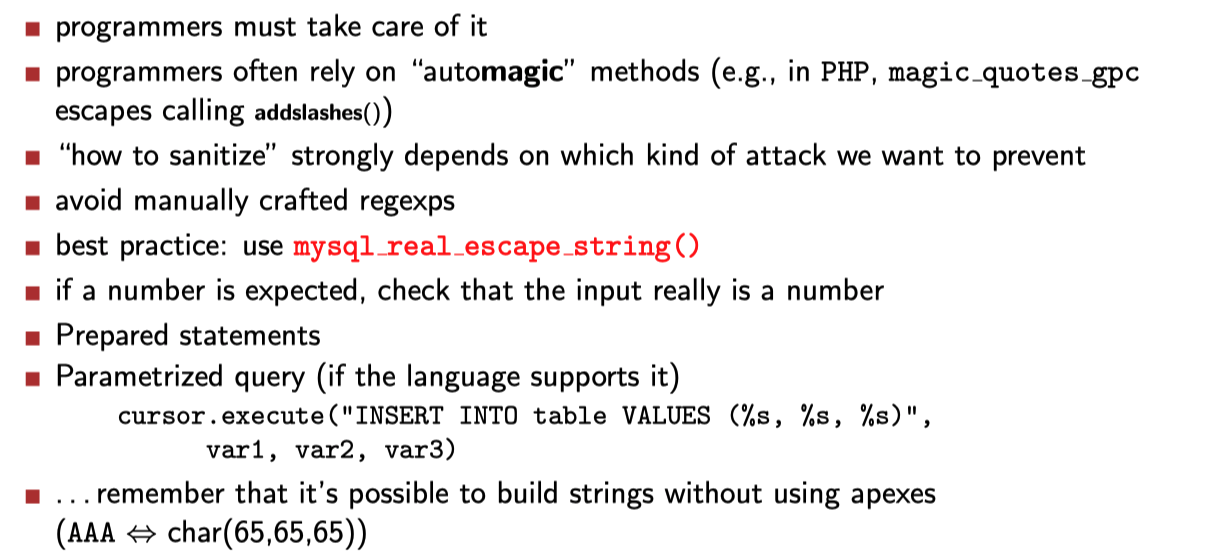 programmers must take care of it
programmers often rely on “automagic” methods (e.g., in PHP, magic_quotes_gpc
escapes calling addslashes())
“how to sanitize” strongly depends on which kind of attack we want to prevent
avoid manually crafted regexps
best practice: use mysql_real_escape_string()
if a number is expected, check that the input really is a number
Prepared statements
Parametrized query (if the language supports it)
cursor.execute("INSERT INTO table VALUES (%s, %s, %s)",
var1, var2, var3)
...remember that it's possible to build strings without using apexes
(AAA ⇔ char(65,65,65))